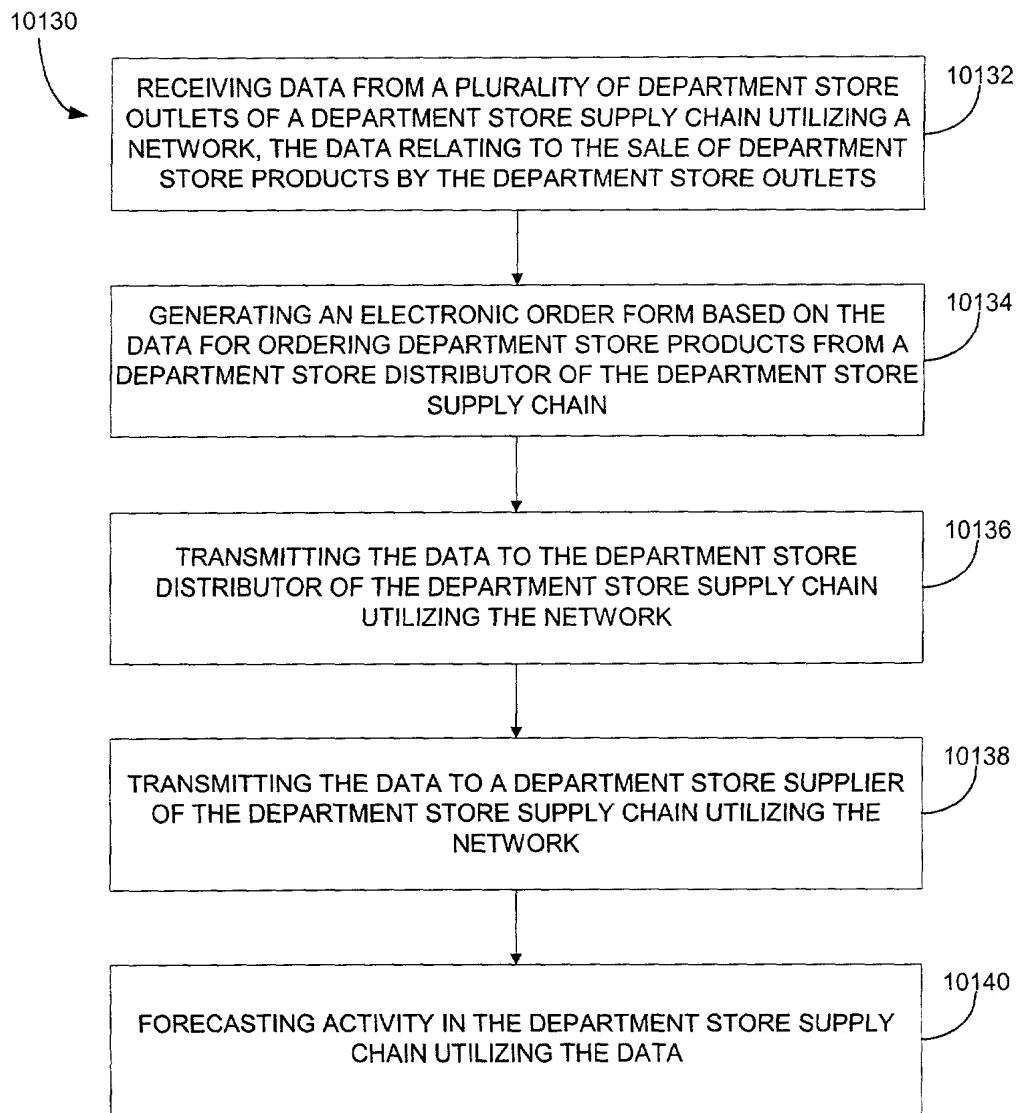 10130
RECEIVING DATA FROM A PLURALITY OF DEPARTMENT STORE
OUTLETS OF A DEPARTMENT STORE SUPPLY CHAIN UTILIZING A
NETWORK, THE DATA RELATING TO THE SALE OF DEPARTMENT
STORE PRODUCTS BY THE DEPARTMENT STORE OUTLETS
10132
GENERATING AN ELECTRONIC ORDER FORM BASED ON THE
DATA FOR ORDERING DEPARTMENT STORE PRODUCTS FROM A
DEPARTMENT STORE DISTRIBUTOR OF THE DEPARTMENT STORE
SUPPLY CHAIN
10134
TRANSMITTING THE DATA TO THE DEPARTMENT STORE
DISTRIBUTOR OF THE DEPARTMENT STORE SUPPLY CHAIN
UTILIZING THE NETWORK
10136
TRANSMITTING THE DATA TO A DEPARTMENT STORE SUPPLIER
OF THE DEPARTMENT STORE SUPPLY CHAIN UTILIZING THE
NETWORK
10138
FORECASTING ACTIVITY IN THE DEPARTMENT STORE SUPPLY
CHAIN UTILIZING THE DATA
10140